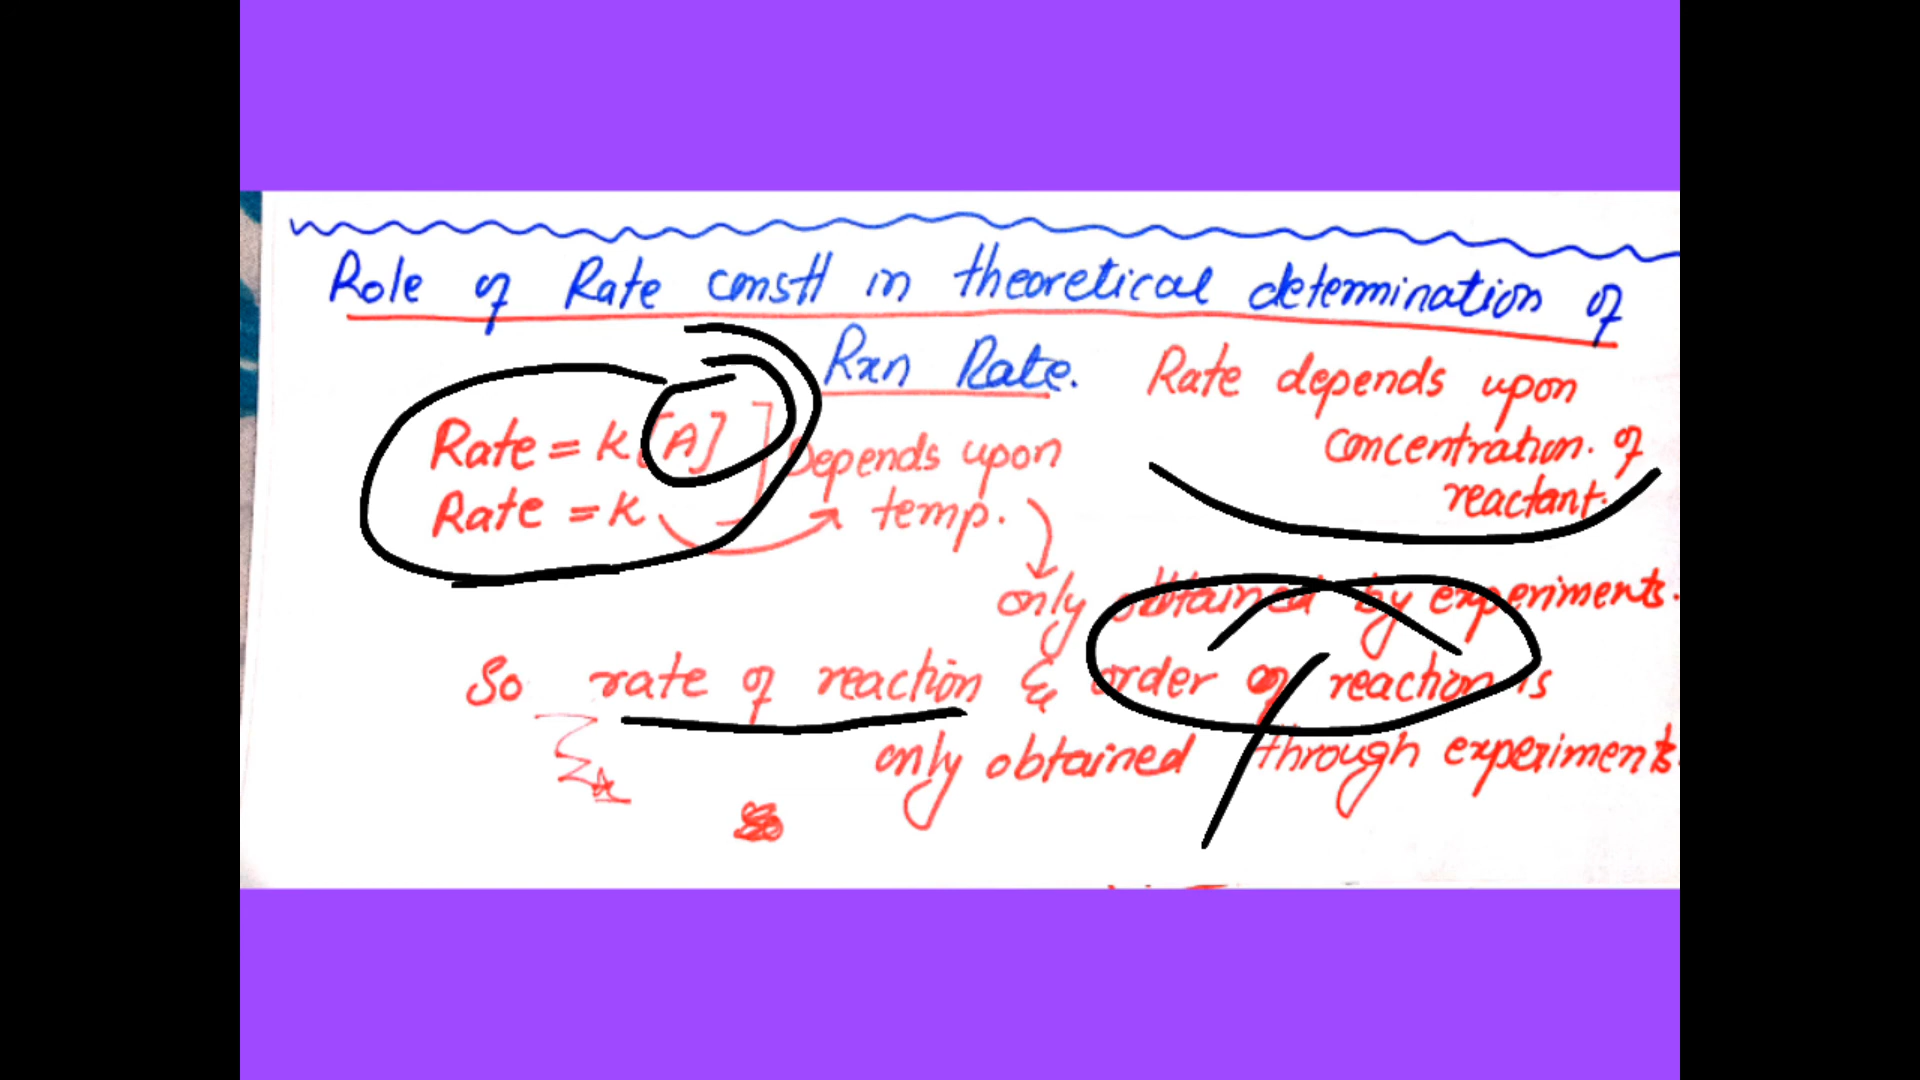 Role of Rate constt in theoretical determination of
Rxn Rate.
Rate depends upon
concentration. of
reactant.
Rate = k[A]
Rate = k
Depends upon
temp.
only obtained by experiments.
So rate of reaction & order of reaction is
only obtained through experiments